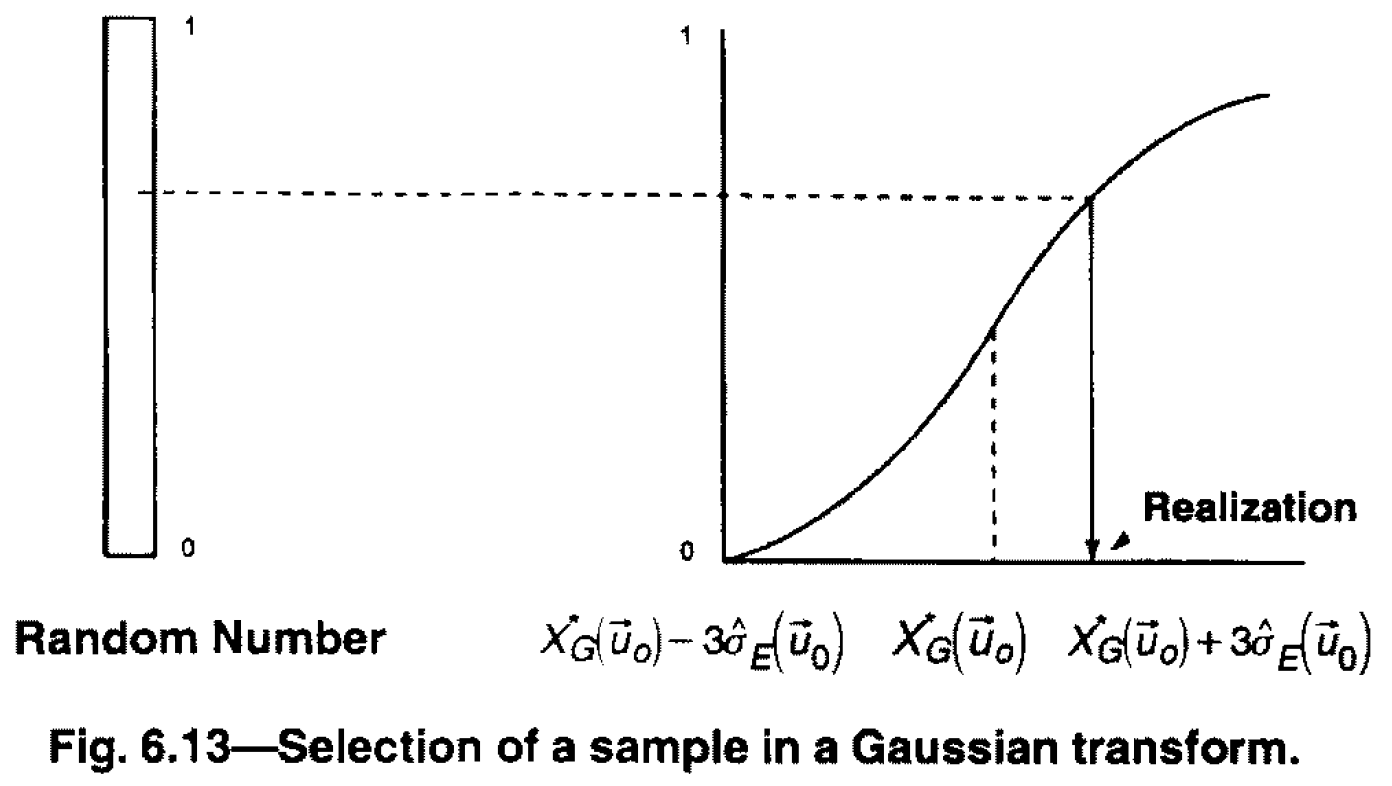 1
1
Realization
0
0
Random Number
X*G(u⃗o) − 3σ̂E(u⃗0) X*G(u⃗o) X*G(u⃗o) + 3σ̂E(u⃗0)
Fig. 6.13—Selection of a sample in a Gaussian transform.